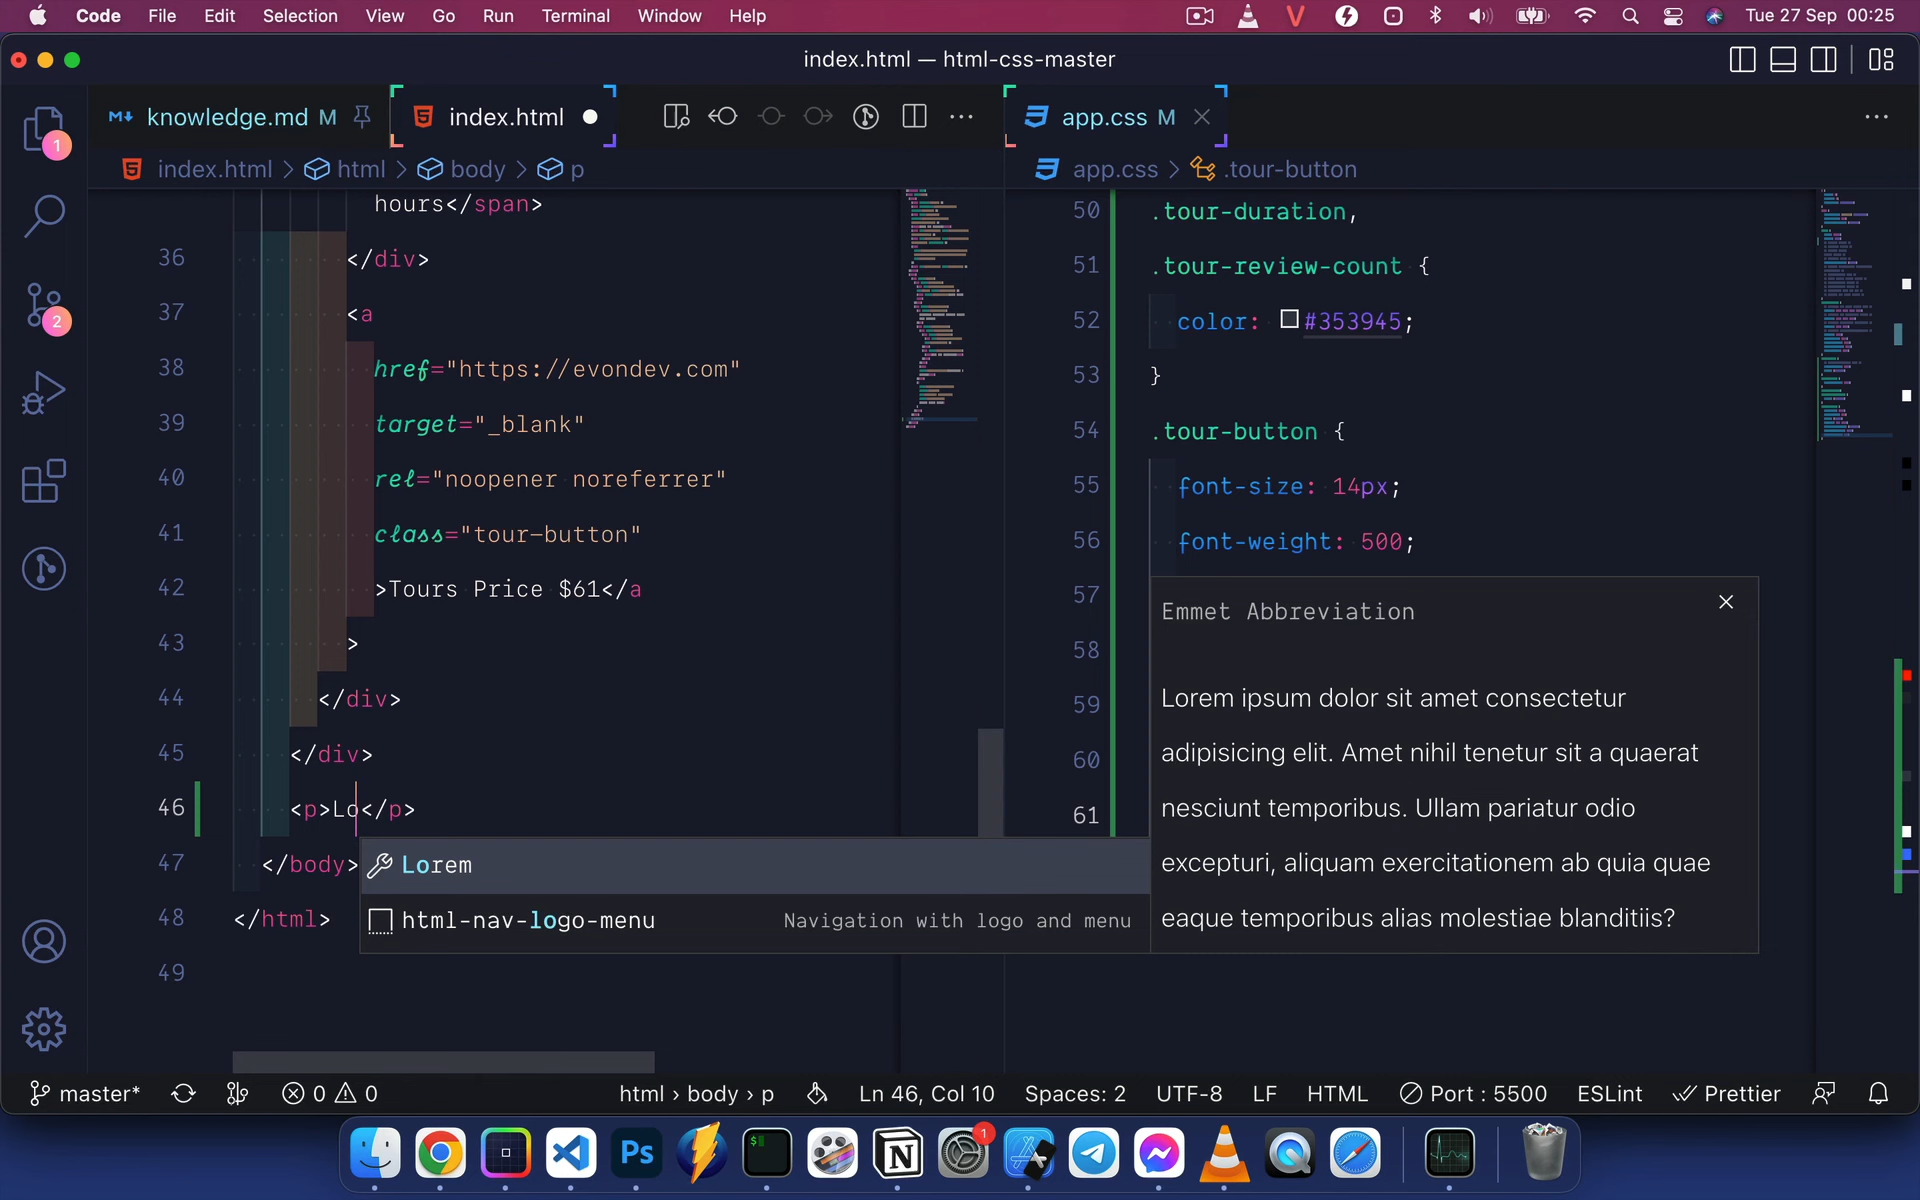 Code File Edit Selection View Go Run Terminal Window Help Tue 27 Sep 00:25
index.html — html-css-master
knowledge.md M index.html app.css M
index.html > html > body > p
app.css > .tour-button
hours</span>
36 </div>
37 <a
38 href="https://evondev.com"
39 target="_blank"
40 rel="noopener noreferrer"
41 class="tour-button"
42 >Tours Price $61</a
43 >
44 </div>
45 </div>
46 <p>Lo</p>
47 </body>
48 </html>
49
Lorem
html-nav-logo-menu Navigation with logo and menu
50 .tour-duration,
51 .tour-review-count {
52 color: #353945;
53 }
54 .tour-button {
55 font-size: 14px;
56 font-weight: 500;
57
58
59
60
61
Emmet Abbreviation
Lorem ipsum dolor sit amet consectetur
adipisicing elit. Amet nihil tenetur sit a quaerat
nesciunt temporibus. Ullam pariatur odio
excepturi, aliquam exercitationem ab quia quae
eaque temporibus alias molestiae blanditiis?
1
2
master* 0 0 html > body > p Ln 46, Col 10 Spaces: 2 UTF-8 LF HTML Port : 5500 ESLint Prettier
Ps
1